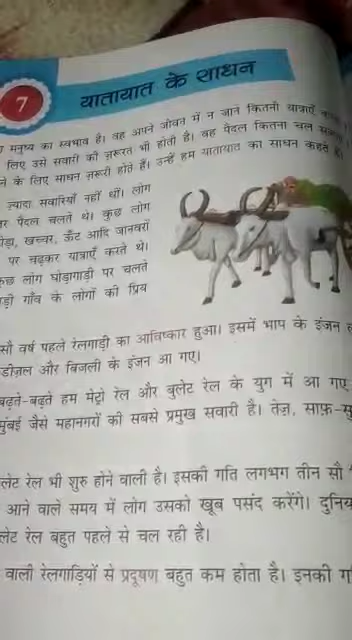 7
यातायात के साधन
मनुष्य का स्वभाव है। वह अपने जीवन में न जाने कितनी यात्राएँ
लिए उसे सवारी की ज़रूरत भी होती है। वह पैदल कितना चल
ने के लिए साधन ज़रूरी होते हैं। उन्हें हम यातायात का साधन कहते हैं।
ज़्यादा सवारियाँ नहीं थीं। लोग
पैदल चलते थे। कुछ लोग
खच्चर, ऊँट आदि जानवरों
पर चढ़कर यात्राएँ करते थे।
लोग घोड़ागाड़ी पर चलते
गाँव के लोगों की प्रिय
सौ वर्ष पहले रेलगाड़ी का आविष्कार हुआ। इसमें भाप के इंजन
डीज़ल और बिजली के इंजन आ गए।
बढ़ते-बढ़ते हम मेट्रो रेल और बुलेट रेल के युग में आ गए
मुंबई जैसे महानगरों की सबसे प्रमुख सवारी है। तेज़, साफ़-सु
लेट रेल भी शुरु होने वाली है। इसकी गति लगभग तीन सौ
आने वाले समय में लोग उसको खूब पसंद करेंगे। दुनिय
लेट रेल बहुत पहले से चल रही है।
वाली रेलगाड़ियों से प्रदूषण बहुत कम होता है। इनकी